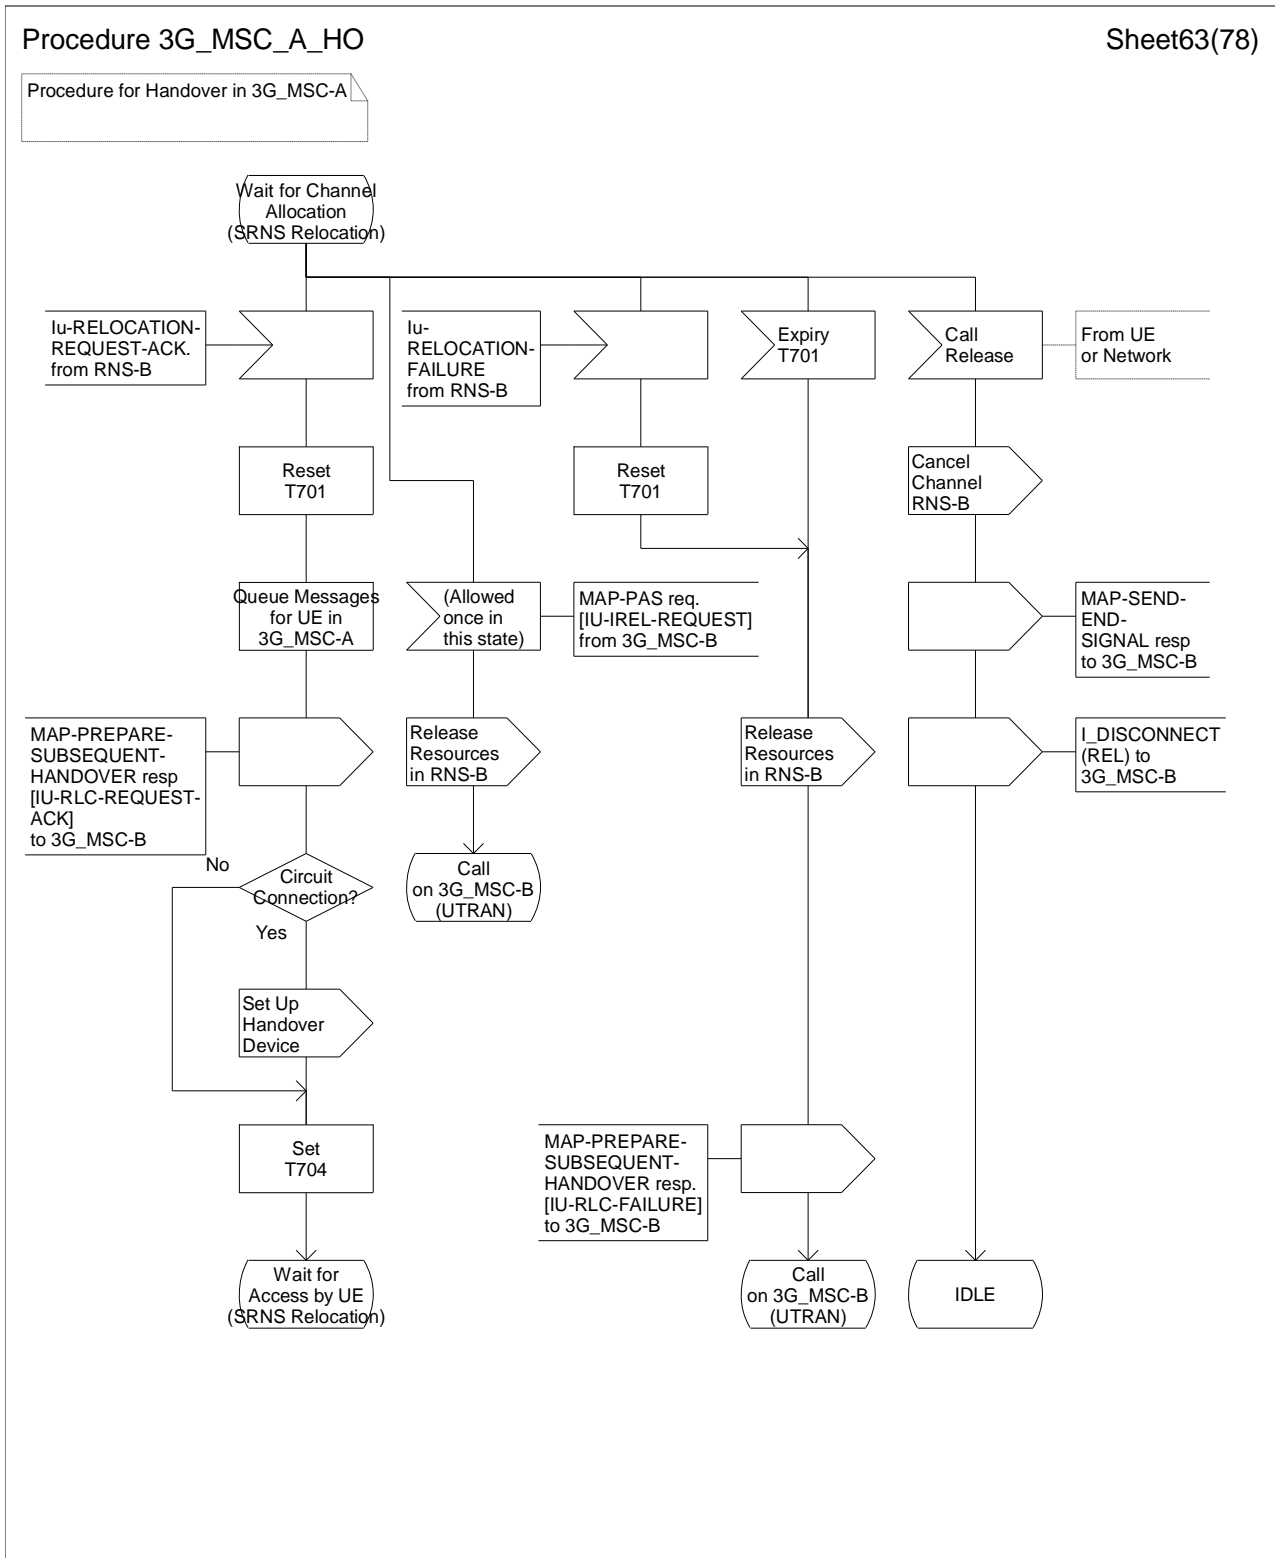 Procedure 3G_MSC_A_HO
Sheet63(78)
Procedure for Handover in 3G_MSC-A
Wait for Channel
Allocation
(SRNS Relocation)
Iu-RELOCATION-
REQUEST-ACK.
from RNS-B
Iu-
RELOCATION-
FAILURE
from RNS-B
Expiry
T701
Call
Release
From UE
or Network
Reset
T701
Reset
T701
Cancel
Channel
RNS-B
Queue Messages
for UE in
3G_MSC-A
(Allowed
once in
this state)
MAP-PAS req.
[IU-IREL-REQUEST]
from 3G_MSC-B
MAP-SEND-
END-
SIGNAL resp
to 3G_MSC-B
MAP-PREPARE-
SUBSEQUENT-
HANDOVER resp
[IU-RLC-REQUEST-
ACK]
to 3G_MSC-B
Release
Resources
in RNS-B
Release
Resources
in RNS-B
I_DISCONNECT
(REL) to
3G_MSC-B
No
Circuit
Connection?
Yes
Call
on 3G_MSC-B
(UTRAN)
Set Up
Handover
Device
Set
T704
MAP-PREPARE-
SUBSEQUENT-
HANDOVER resp.
[IU-RLC-FAILURE]
to 3G_MSC-B
Wait for
Access by UE
(SRNS Relocation)
Call
on 3G_MSC-B
(UTRAN)
IDLE